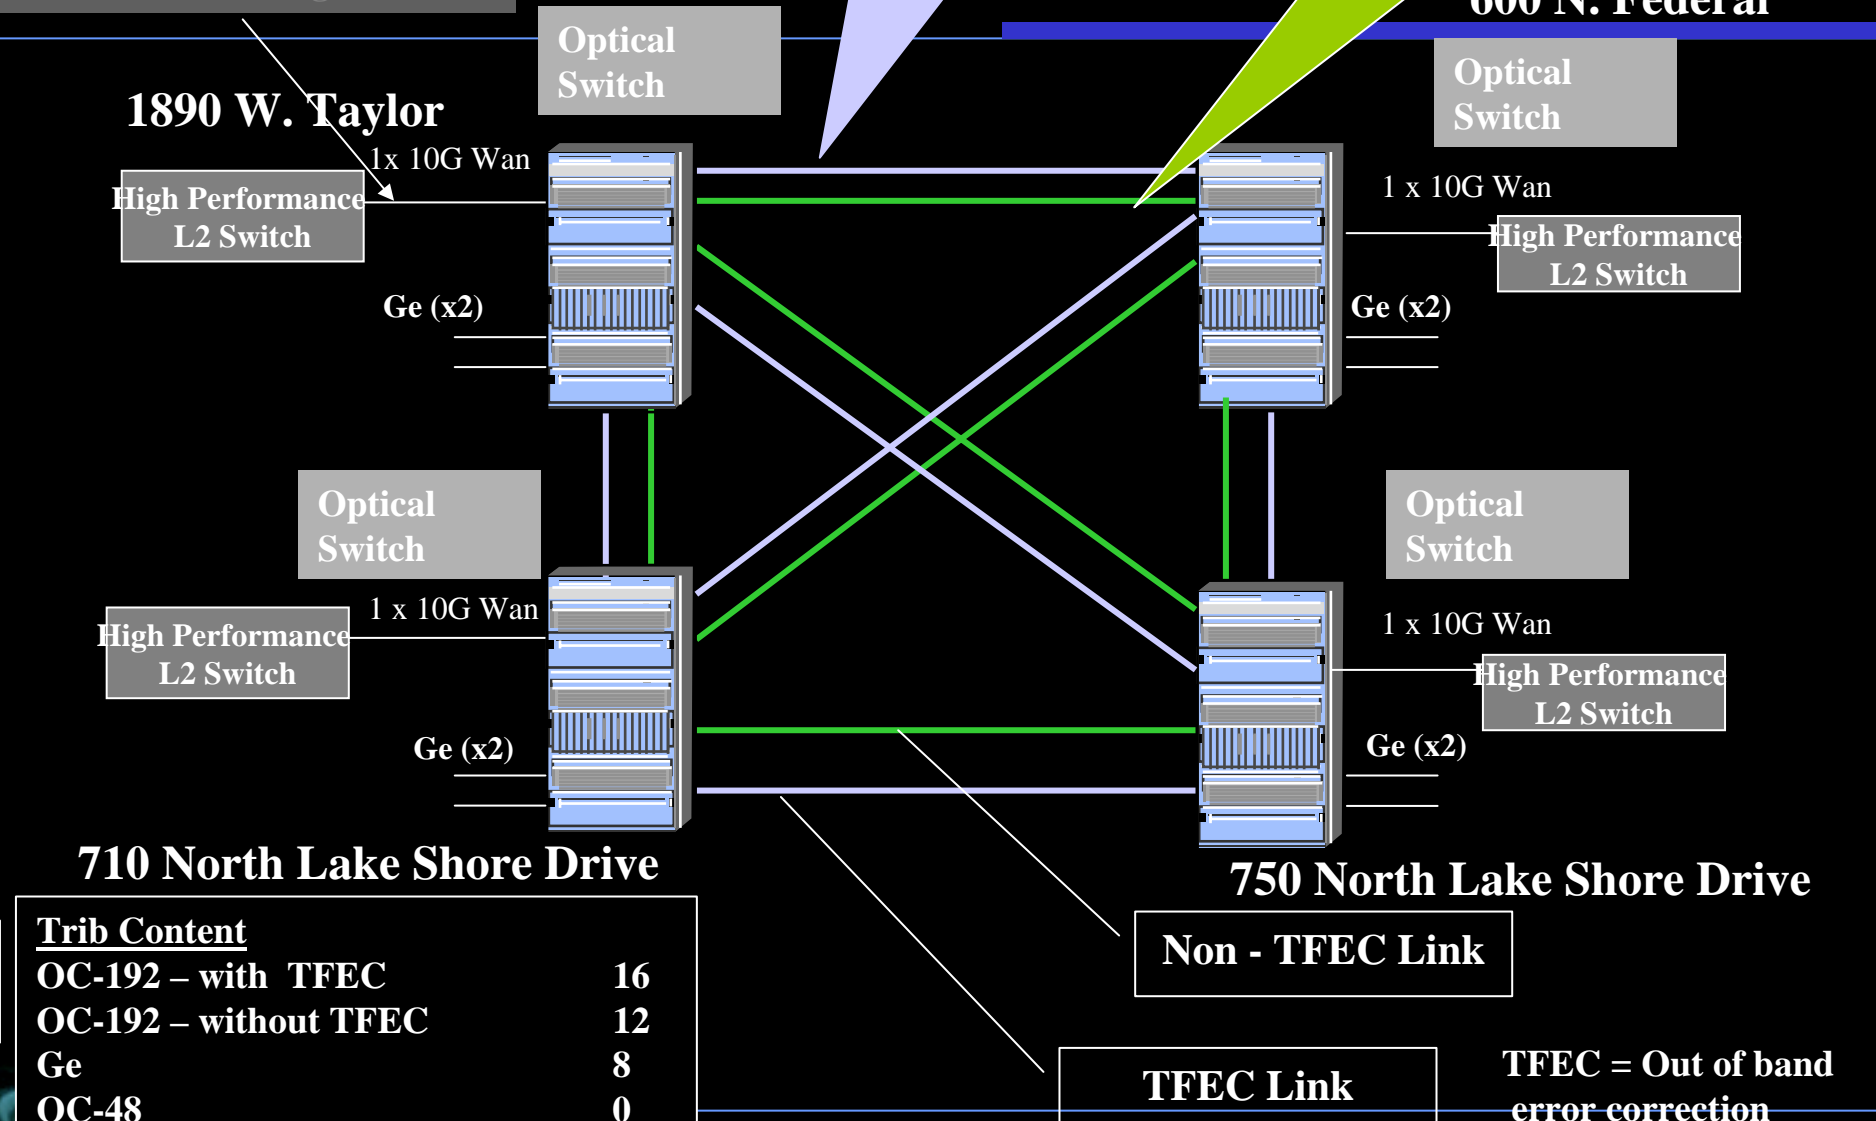 600 N. Federal
Optical
Switch
Optical
Switch
1890 W. Taylor
1x 10G Wan
1 x 10G Wan
High Performance
L2 Switch
High Performance
L2 Switch
Ge (x2)
Ge (x2)
Optical
Switch
Optical
Switch
1 x 10G Wan
1 x 10G Wan
High Performance
L2 Switch
High Performance
L2 Switch
Ge (x2)
Ge (x2)
710 North Lake Shore Drive
750 North Lake Shore Drive
Trib Content
OC-192 – with TFEC 16
OC-192 – without TFEC 12
Ge 8
OC-48 0
Non - TFEC Link
TFEC Link
TFEC = Out of band
error correction